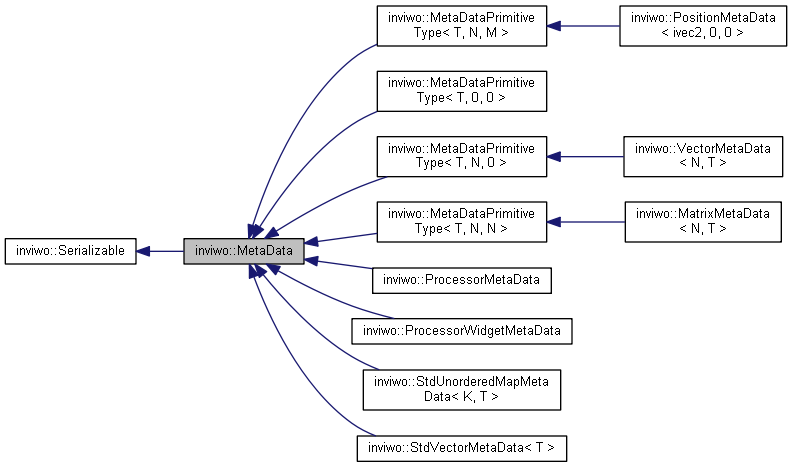 inviwo::MetaDataPrimitive
Type< T, N, M >
inviwo::PositionMetaData
< ivec2, 0, 0 >
inviwo::MetaDataPrimitive
Type< T, 0, 0 >
inviwo::MetaDataPrimitive
Type< T, N, 0 >
inviwo::VectorMetaData
< N, T >
inviwo::MetaDataPrimitive
Type< T, N, N >
inviwo::MatrixMetaData
< N, T >
inviwo::Serializable
inviwo::MetaData
inviwo::ProcessorMetaData
inviwo::ProcessorWidgetMetaData
inviwo::StdUnorderedMapMeta
Data< K, T >
inviwo::StdVectorMetaData< T >